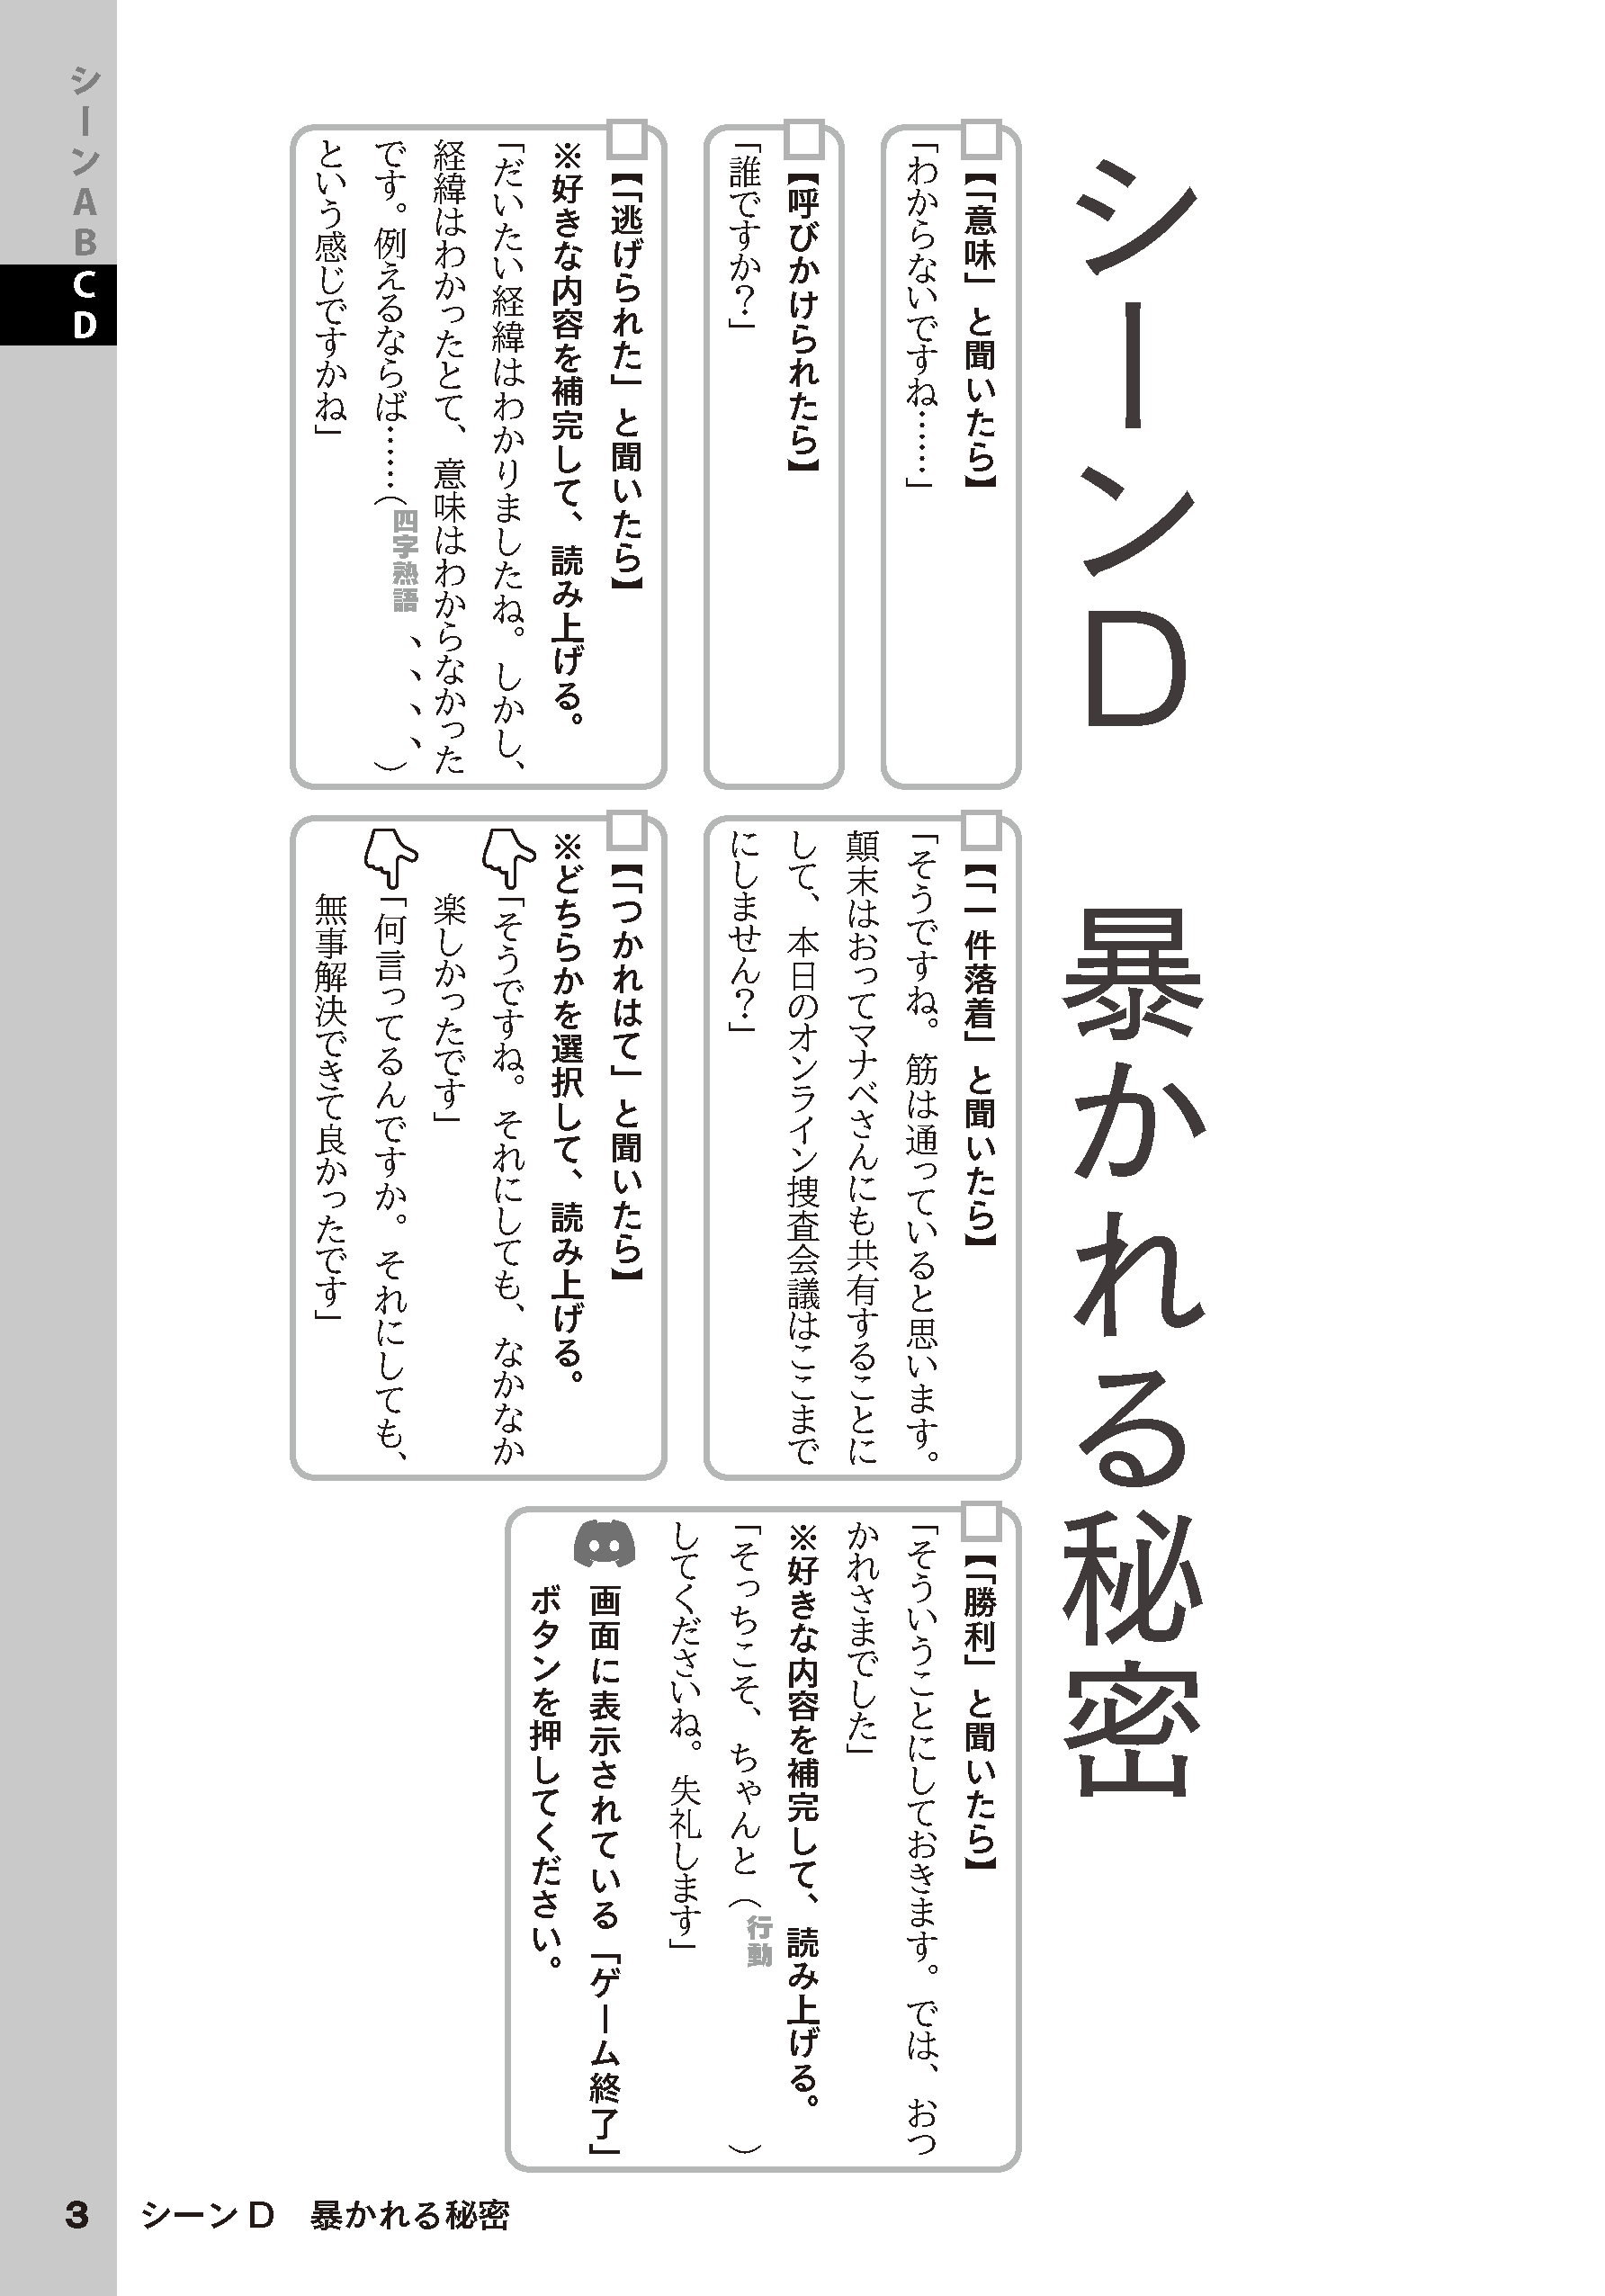 シーンD　暴かれる秘密
【「意味」と聞いたら】
「わからないですね……」
【呼びかけられたら】
「誰ですか？」
【「逃げられた」と聞いたら】
※好きな内容を補完して、読み上げる。
「だいたい経緯はわかりましたね。しかし、
経緯はわかったとて、意味はわからなかった
です。例えるならば……（四字熟語　、、、、）
という感じですかね」
【「一件落着」と聞いたら】
「そうですね。筋は通っていると思います。
顛末はおってマナベさんにも共有することに
して、本日のオンライン捜査会議はここまで
にしません？」
【「つかれはて」と聞いたら】
※どちらかを選択して、読み上げる。
「そうですね。それにしても、なかなか
楽しかったです」
「何言ってるんですか。それにしても、
無事解決できて良かったです」
【「勝利」と聞いたら】
「そういうことにしておきます。では、おつ
かれさまでした」
※好きな内容を補完して、読み上げる。
「そっちこそ、ちゃんと（行動　　　　）
してくださいね。失礼します」
画面に表示されている「ゲーム終了」
ボタンを押してください。
シーンABCD
3　シーンD　暴かれる秘密